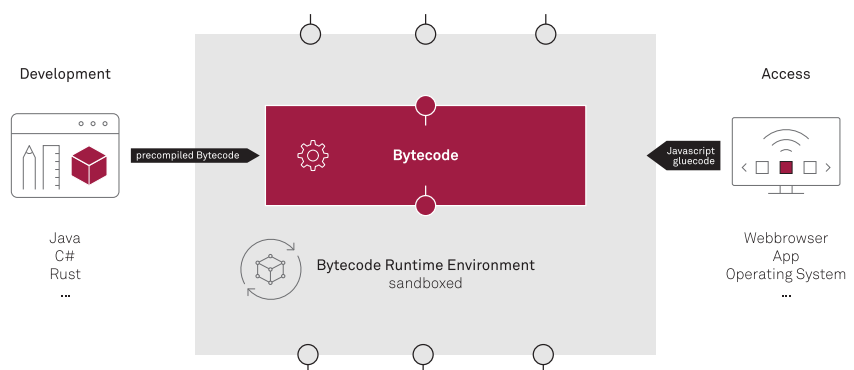 Development
precompiled Bytecode
Java
C#
Rust
...
Bytecode
Bytecode Runtime Environment
sandboxed
Access
Javascript
gluecode
Webbrowser
App
Operating System
...